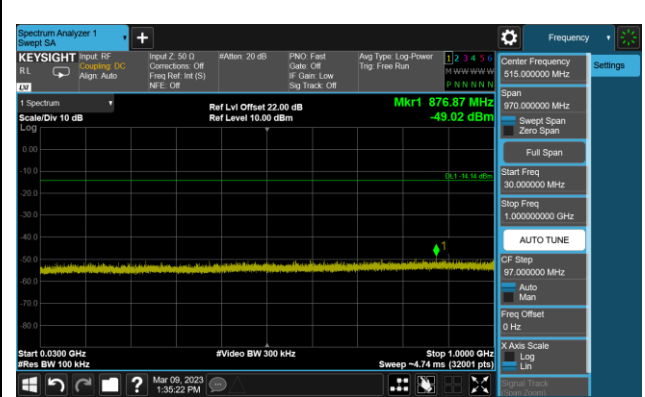 Spectrum Analyzer 1
Swept SA
+
Frequency
KEYSIGHT
RL
Input: RF
Coupling: DC
Align: Auto
Input Z: 50 Ω
Corrections: Off
Freq Ref: Int (S)
NFE: Off
#Atten: 20 dB
PNO: Fast
Gate: Off
IF Gain: Low
Sig Track: Off
Avg Type: Log-Power
Trig: Free Run
1 2 3 4 5 6
M W W W W W
P N N N N N
1 Spectrum
Scale/Div 10 dB
Log
Ref Lvl Offset 22.00 dB
Ref Level 10.00 dBm
Mkr1 876.87 MHz
-49.02 dBm
0.00
-10.0
DL1 -14.14 dBm
-20.0
-30.0
-40.0
1
-50.0
-60.0
-70.0
-80.0
Start 0.0300 GHz
#Res BW 100 kHz
#Video BW 300 kHz
Stop 1.0000 GHz
Sweep ~4.74 ms (32001 pts)
Mar 09, 2023
1:35:22 PM
?
Center Frequency
515.000000 MHz
Settings
Span
970.000000 MHz
Swept Span
Zero Span
Full Span
Start Freq
30.000000 MHz
Stop Freq
1.000000000 GHz
AUTO TUNE
CF Step
97.000000 MHz
Auto
Man
Freq Offset
0 Hz
X Axis Scale
Log
Lin
Signal Track
(Span Zoom)